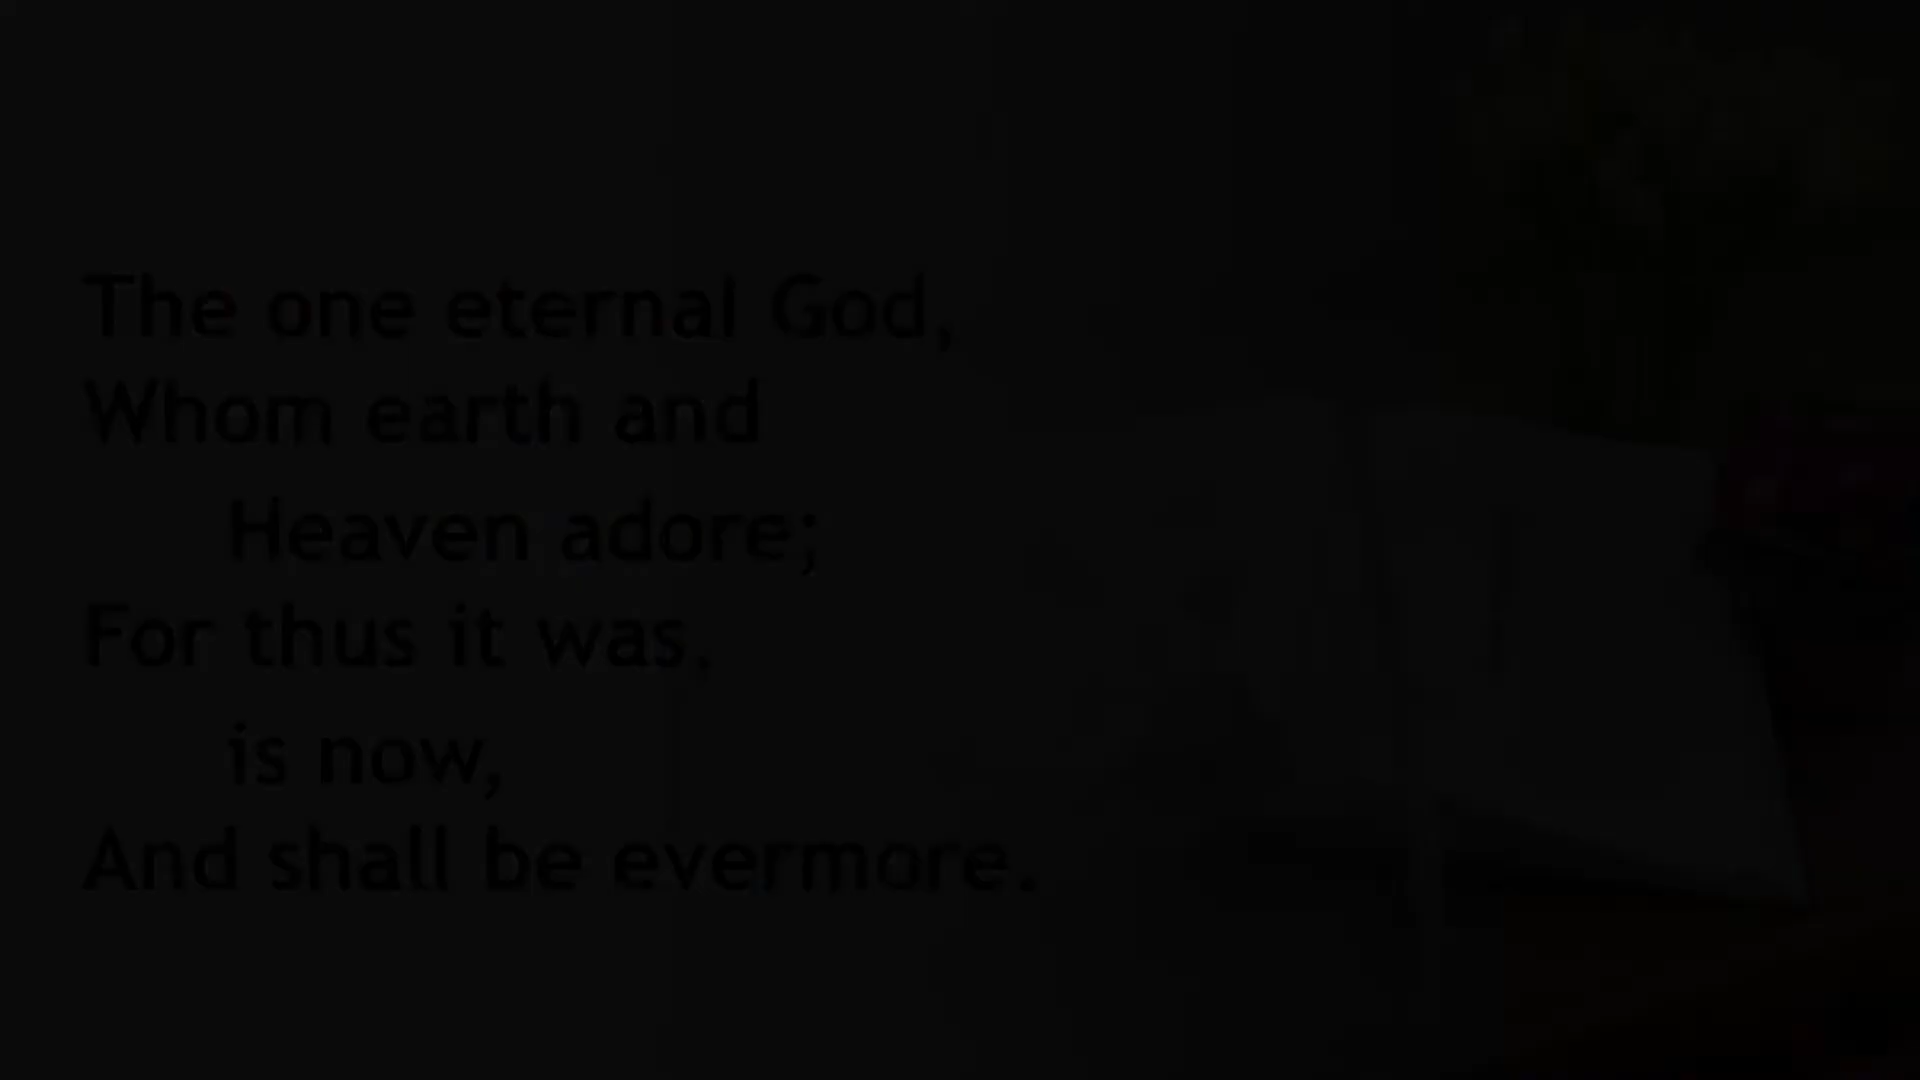 The one eternal God,
Whom earth and
Heaven adore;
For thus it was,
is now,
And shall be evermore.